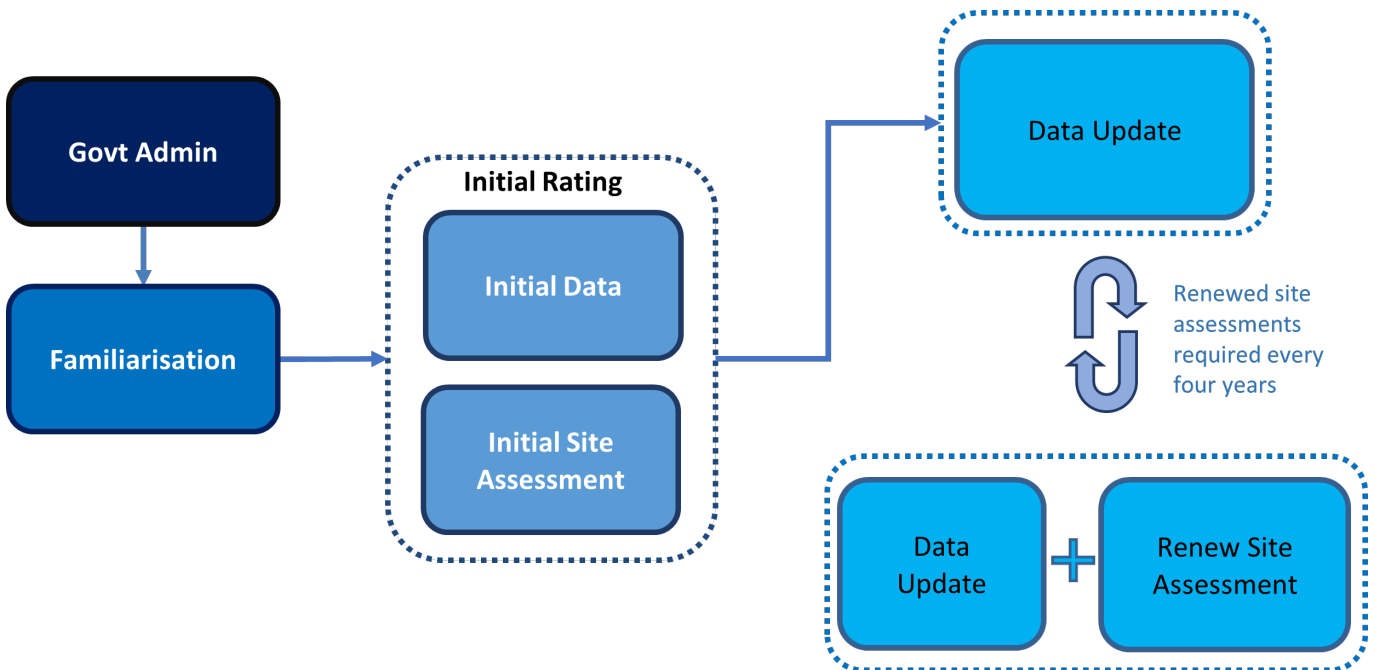 Govt Admin
Familiarisation
Initial Rating
Initial Data
Initial Site
Assessment
Data Update
Renewed site
assessments
required every
four years
Data
Update
Renew Site
Assessment